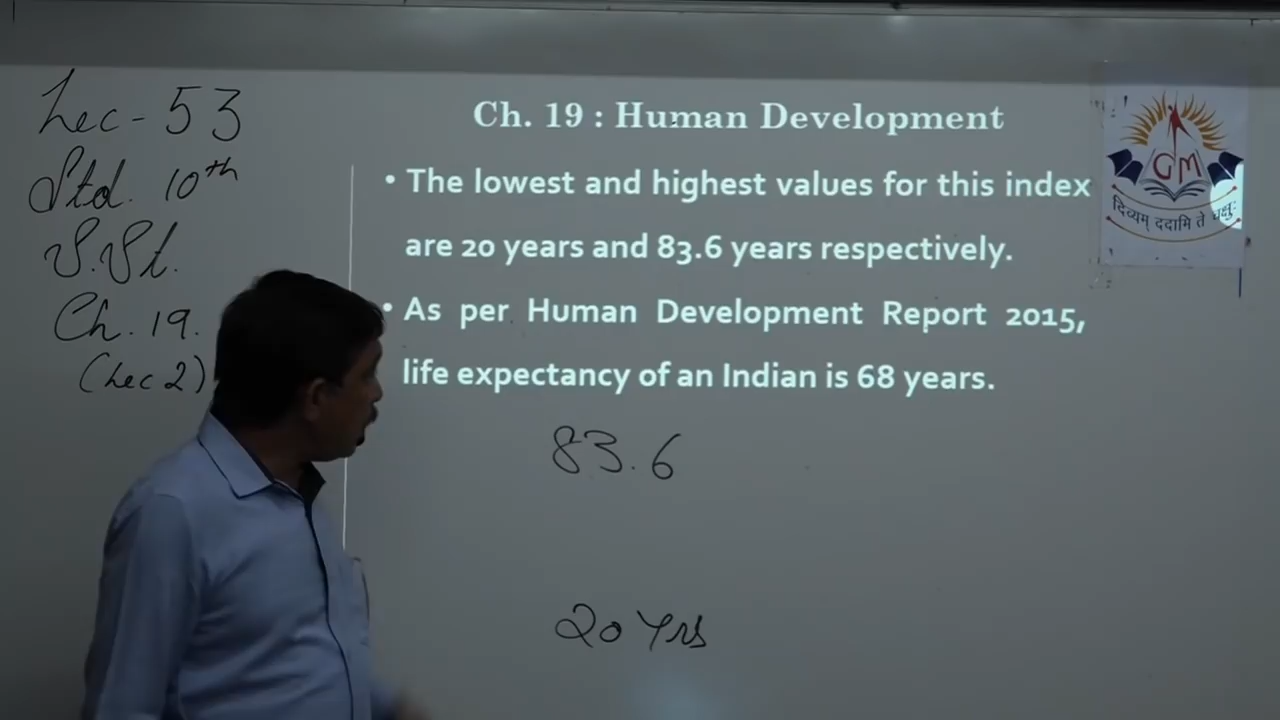 Lec - 53
Std. 10th
S.St.
Ch. 19.
(Lec 2)
Ch. 19 : Human Development
• The lowest and highest values for this index
are 20 years and 83.6 years respectively.
• As per Human Development Report 2015,
life expectancy of an Indian is 68 years.
83.6
20 Yrs
GM
दिव्यम् ददामि ते चक्षुः